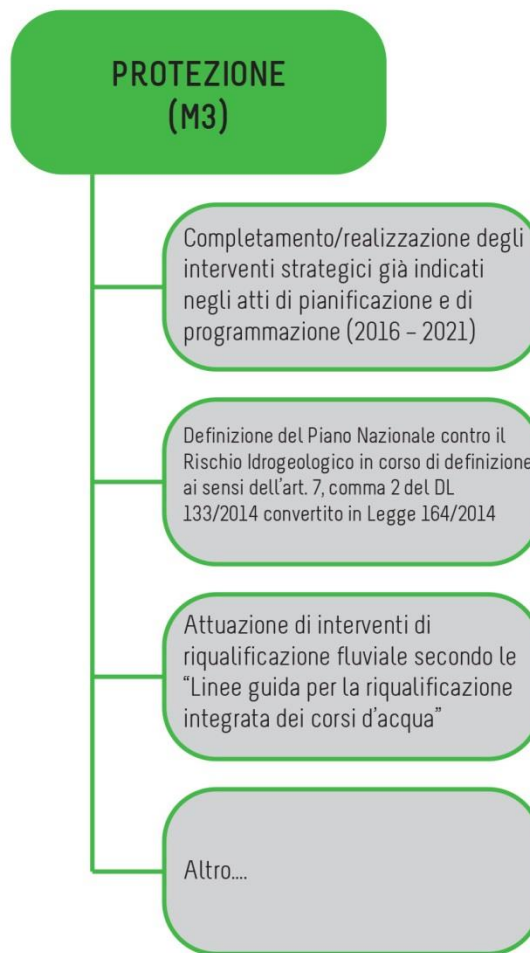 PROTEZIONE
(M3)
Completamento/realizzazione degli
interventi strategici già indicati
negli atti di pianificazione e di
programmazione (2016 – 2021)
Definizione del Piano Nazionale contro il
Rischio Idrogeologico in corso di definizione
ai sensi dell'art. 7, comma 2 del DL
133/2014 convertito in Legge 164/2014
Attuazione di interventi di
riqualificazione fluviale secondo le
“Linee guida per la riqualificazione
integrata dei corsi d'acqua”
Altro....